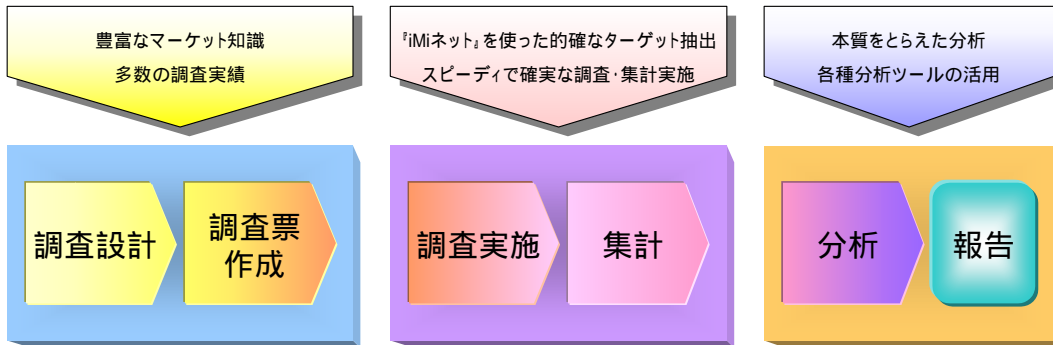 豊富なマーケット知識
多数の調査実績
『iMiネット』を使った的確なターゲット抽出
スピーディで確実な調査・集計実施
本質をとらえた分析
各種分析ツールの活用
調査設計
調査票
作成
調査実施
集計
分析
報告